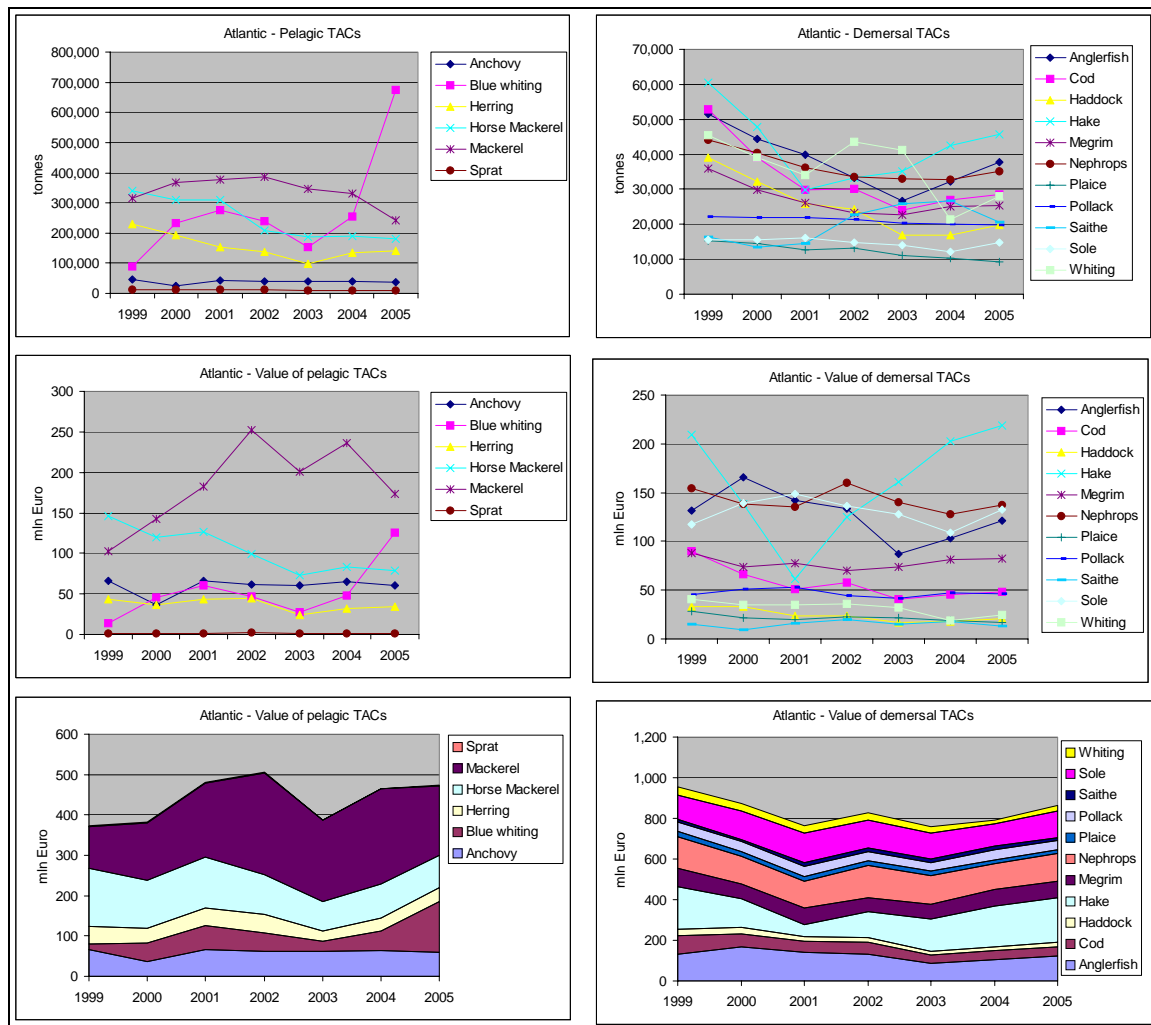 Atlantic - Pelagic TACs
800,000
700,000
600,000
500,000
400,000
300,000
200,000
100,000
0
tonnes
1999 2000 2001 2002 2003 2004 2005
Anchovy
Blue whiting
Herring
Horse Mackerel
Mackerel
Sprat
Atlantic - Demersal TACs
70,000
60,000
50,000
40,000
30,000
20,000
10,000
0
tonnes
1999 2000 2001 2002 2003 2004 2005
Anglerfish
Cod
Haddock
Hake
Megrim
Nephrops
Plaice
Pollack
Saithe
Sole
Whiting
Atlantic - Value of pelagic TACs
300
250
200
150
100
50
0
mln Euro
1999 2000 2001 2002 2003 2004 2005
Anchovy
Blue whiting
Herring
Horse Mackerel
Mackerel
Sprat
Atlantic - Value of demersal TACs
250
200
150
100
50
0
mln Euro
1999 2000 2001 2002 2003 2004 2005
Anglerfish
Cod
Haddock
Hake
Megrim
Nephrops
Plaice
Pollack
Saithe
Sole
Whiting
Atlantic - Value of pelagic TACs
600
500
400
300
200
100
0
mln Euro
1999 2000 2001 2002 2003 2004 2005
Sprat
Mackerel
Horse Mackerel
Herring
Blue whiting
Anchovy
Atlantic - Value of demersal TACs
1,200
1,000
800
600
400
200
0
mln Euro
1999 2000 2001 2002 2003 2004 2005
Whiting
Sole
Saithe
Pollack
Plaice
Nephrops
Megrim
Hake
Haddock
Cod
Anglerfish